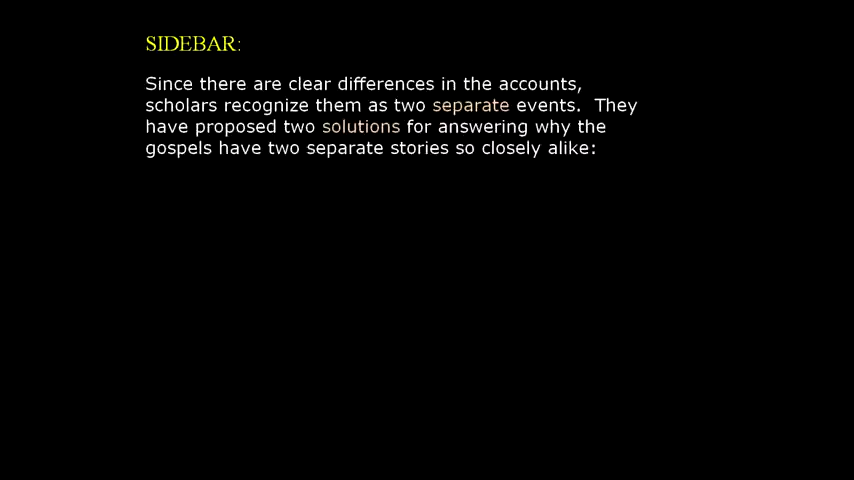 SIDEBAR:
Since there are clear differences in the accounts,
scholars recognize them as two separate events.  They
have proposed two solutions for answering why the
gospels have two separate stories so closely alike: